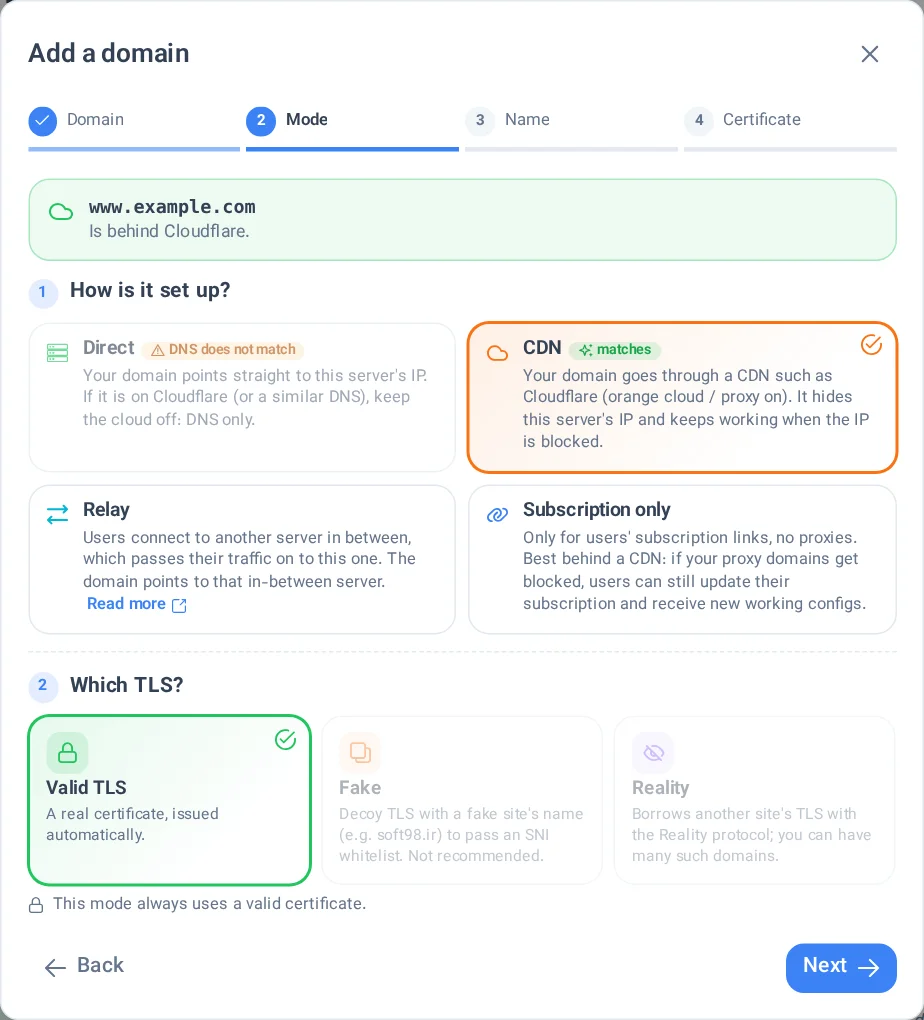 Add a domain
Domain
2 Mode
3 Name
4 Certificate
www.example.com
Is behind Cloudflare.
1 How is it set up?
Direct DNS does not match
Your domain points straight to this server's IP.
If it is on Cloudflare (or a similar DNS), keep
the cloud off: DNS only.
CDN matches
Your domain goes through a CDN such as
Cloudflare (orange cloud / proxy on). It hides
this server's IP and keeps working when the IP
is blocked.
Relay
Users connect to another server in between,
which passes their traffic on to this one. The
domain points to that in-between server.
Read more
Subscription only
Only for users' subscription links, no proxies.
Best behind a CDN: if your proxy domains get
blocked, users can still update their
subscription and receive new working configs.
2 Which TLS?
Valid TLS
A real certificate, issued
automatically.
Fake
Decoy TLS with a fake site's name
(e.g. soft98.ir) to pass an SNI
whitelist. Not recommended.
Reality
Borrows another site's TLS with
the Reality protocol; you can have
many such domains.
This mode always uses a valid certificate.
Back
Next